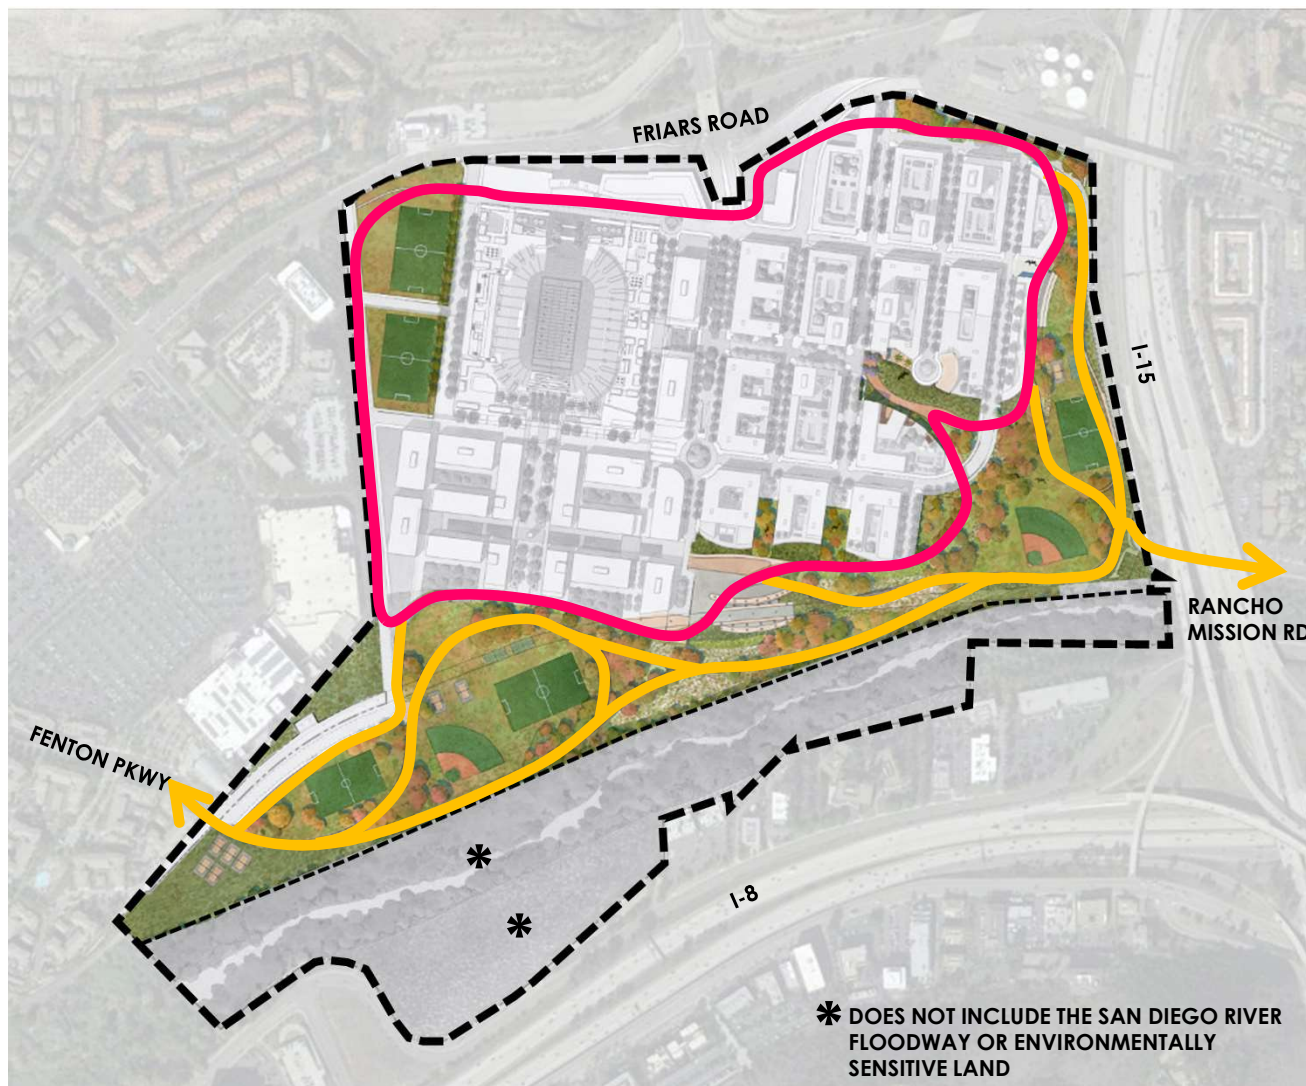 FRIARS ROAD
I-15
RANCHO
MISSION RD
FENTON PKWY
I-8
* DOES NOT INCLUDE THE SAN DIEGO RIVER
FLOODWAY OR ENVIRONMENTALLY
SENSITIVE LAND